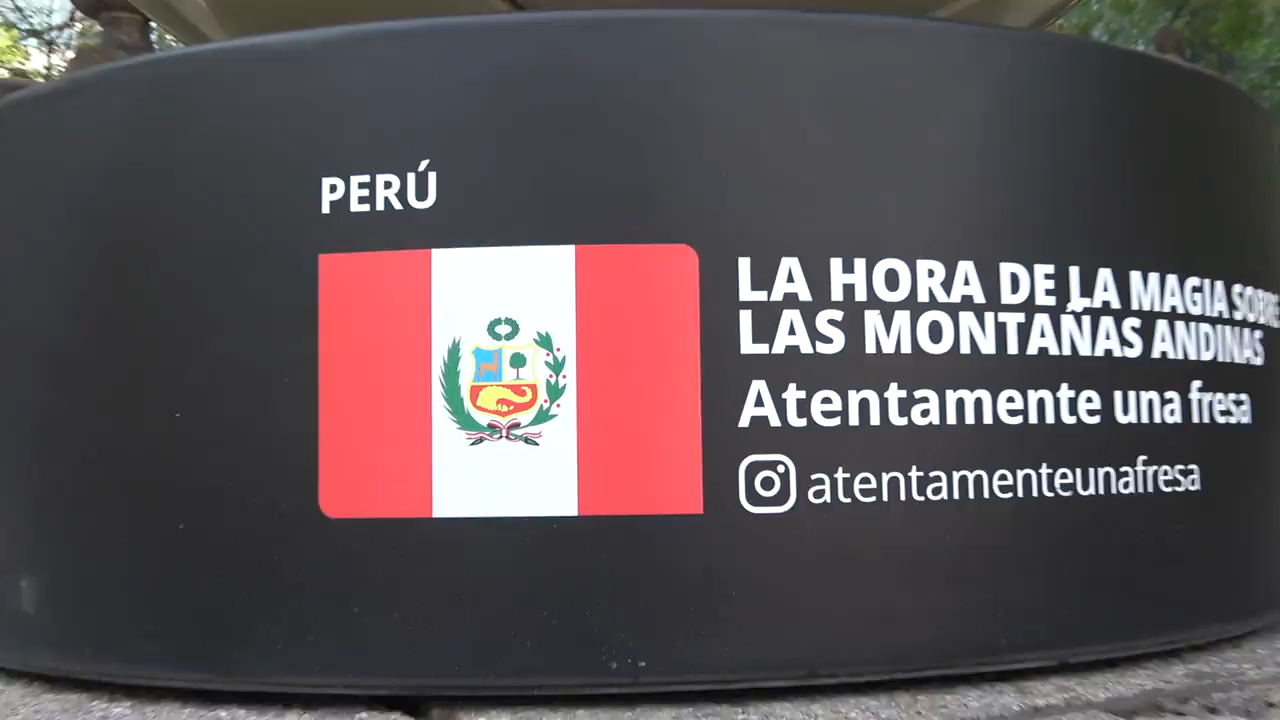 PERÚ
LA HORA DE LA MAGIA SOBRE
LAS MONTAÑAS ANDINAS
Atentamente una fresa
atentamenteunafresa